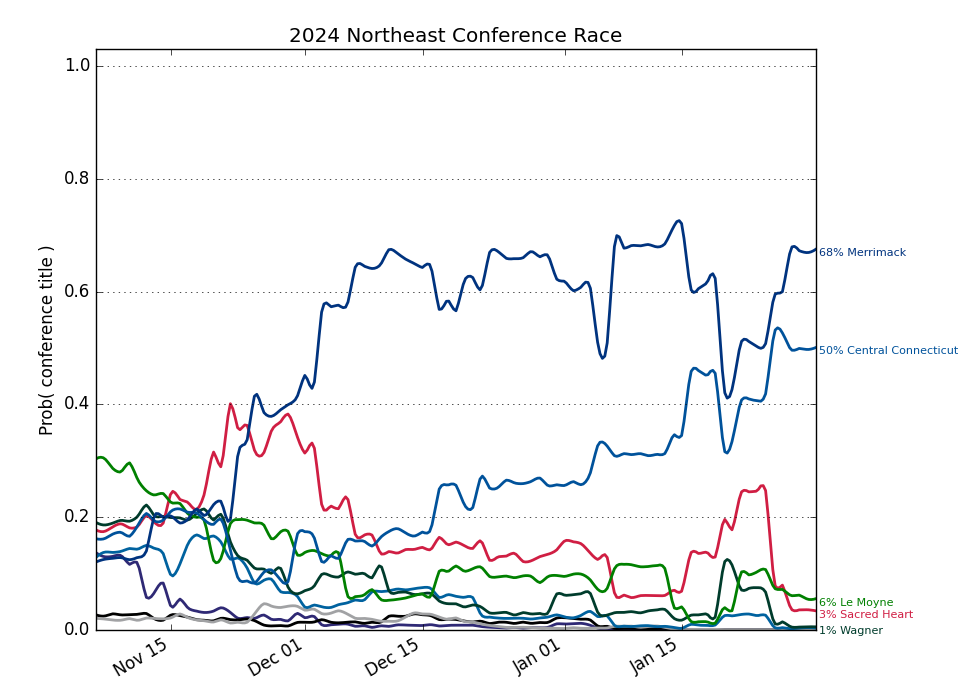 2024 Northeast Conference Race
1.0
0.8
0.6
0.4
0.2
0.0
Prob( conference title )
68% Merrimack
50% Central Connecticut
6% Le Moyne
3% Sacred Heart
1% Wagner
Nov 15
Dec 01
Dec 15
Jan 01
Jan 15